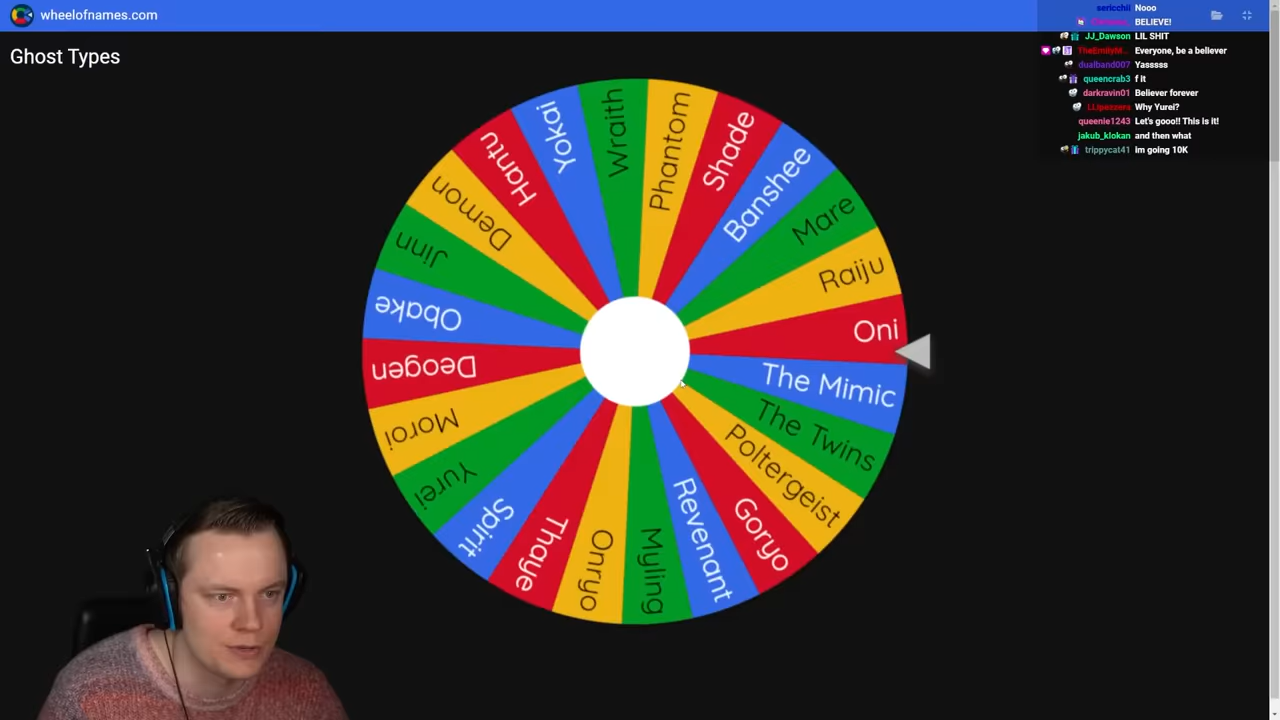 wheelofnames.com
Ghost Types
Wraith
Phantom
Shade
Banshee
Mare
Raiju
Oni
The Mimic
The Twins
Poltergeist
Goryo
Revenant
Myling
Onryo
Thaye
Spirit
Yurei
Moroi
Deogen
Obake
Jinn
Demon
Hantu
Yokai
sericchii Nooo
BELIEVE!
JJ_Dawson LIL SHIT
Everyone, be a believer
dualband007 Yasssss
queencrab3 f it
darkravin01 Believer forever
Why Yurei?
queenie1243 Let's gooo!! This is it!
jakub_klokan and then what
trippycat41 im going 10K